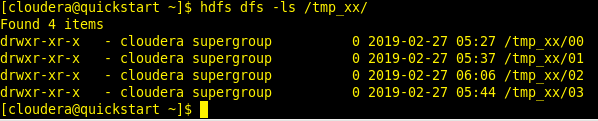 [cloudera@quickstart ~]$ hdfs dfs -ls /tmp_xx/
Found 4 items
drwxr-xr-x   - cloudera supergroup          0 2019-02-27 05:27 /tmp_xx/00
drwxr-xr-x   - cloudera supergroup          0 2019-02-27 05:37 /tmp_xx/01
drwxr-xr-x   - cloudera supergroup          0 2019-02-27 06:06 /tmp_xx/02
drwxr-xr-x   - cloudera supergroup          0 2019-02-27 05:44 /tmp_xx/03
[cloudera@quickstart ~]$